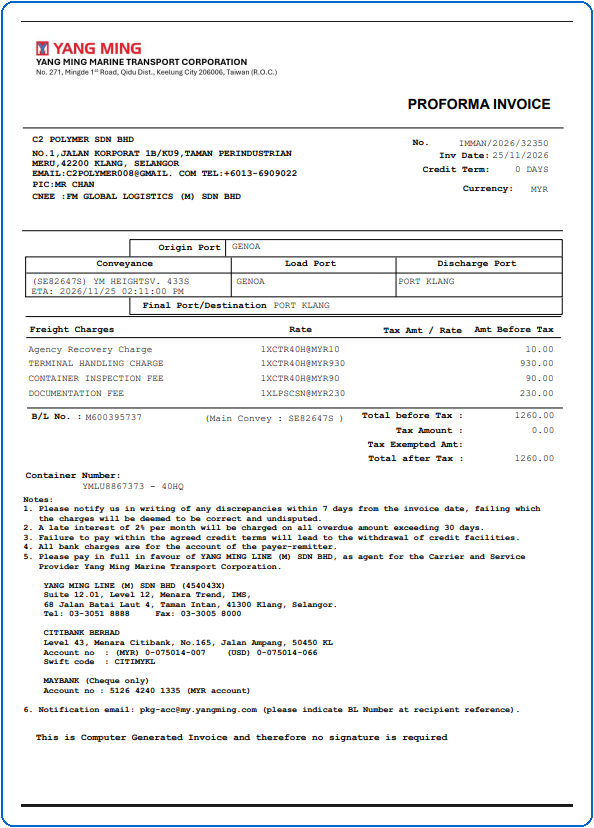 YANG MING
YANG MING MARINE TRANSPORT CORPORATION
No. 271, Mingde 1st Road, Qidu Dist., Keelung City 206006, Taiwan (R.O.C.)
PROFORMA INVOICE
C2 POLYMER SDN BHD
NO.1,JALAN KORPORAT 1B/KU9,TAMAN PERINDUSTRIAN
MERU,42200 KLANG, SELANGOR
EMAIL:C2POLYMER008@GMAIL. COM TEL:+6013-6909022
PIC:MR CHAN
CNEE :FM GLOBAL LOGISTICS (M) SDN BHD
No. IMMAN/2026/32350
Inv Date: 25/11/2026
Credit Term: 0 DAYS
Currency: MYR
Origin Port GENOA
Conveyance Load Port Discharge Port
(SE82647S) YM HEIGHTSV. 433S GENOA PORT KLANG
ETA: 2026/11/25 02:11:00 PM
Final Port/Destination PORT KLANG
Freight Charges Rate Tax Amt / Rate Amt Before Tax
Agency Recovery Charge 1XCTR40H@MYR10 10.00
TERMINAL HANDLING CHARGE 1XCTR40H@MYR930 930.00
CONTAINER INSPECTION FEE 1XCTR40H@MYR90 90.00
DOCUMENTATION FEE 1XLPSCSN@MYR230 230.00
B/L No. : M600395737 (Main Convey : SE82647S ) Total before Tax : 1260.00
Tax Amount : 0.00
Tax Exempted Amt:
Total after Tax : 1260.00
Container Number:
YMLU8867373 - 40HQ
Notes:
1. Please notify us in writing of any discrepancies within 7 days from the invoice date, failing which
the charges will be deemed to be correct and undisputed.
2. A late interest of 2% per month will be charged on all overdue amount exceeding 30 days.
3. Failure to pay within the agreed credit terms will lead to the withdrawal of credit facilities.
4. All bank charges are for the account of the payer-remitter.
5. Please pay in full in favour of YANG MING LINE (M) SDN BHD, as agent for the Carrier and Service
Provider Yang Ming Marine Transport Corporation.
YANG MING LINE (M) SDN BHD (454043X)
Suite 12.01, Level 12, Menara Trend, IMS,
68 Jalan Batai Laut 4, Taman Intan, 41300 Klang, Selangor.
Tel: 03-3051 8888 Fax: 03-3005 8000
CITIBANK BERHAD
Level 43, Menara Citibank, No.165, Jalan Ampang, 50450 KL
Account no : (MYR) 0-075014-007 (USD) 0-075014-066
Swift code : CITIMYKL
MAYBANK (Cheque only)
Account no : 5126 4240 1335 (MYR account)
6. Notification email: pkg-acc@my.yangming.com (please indicate BL Number at recipient reference).
This is Computer Generated Invoice and therefore no signature is required